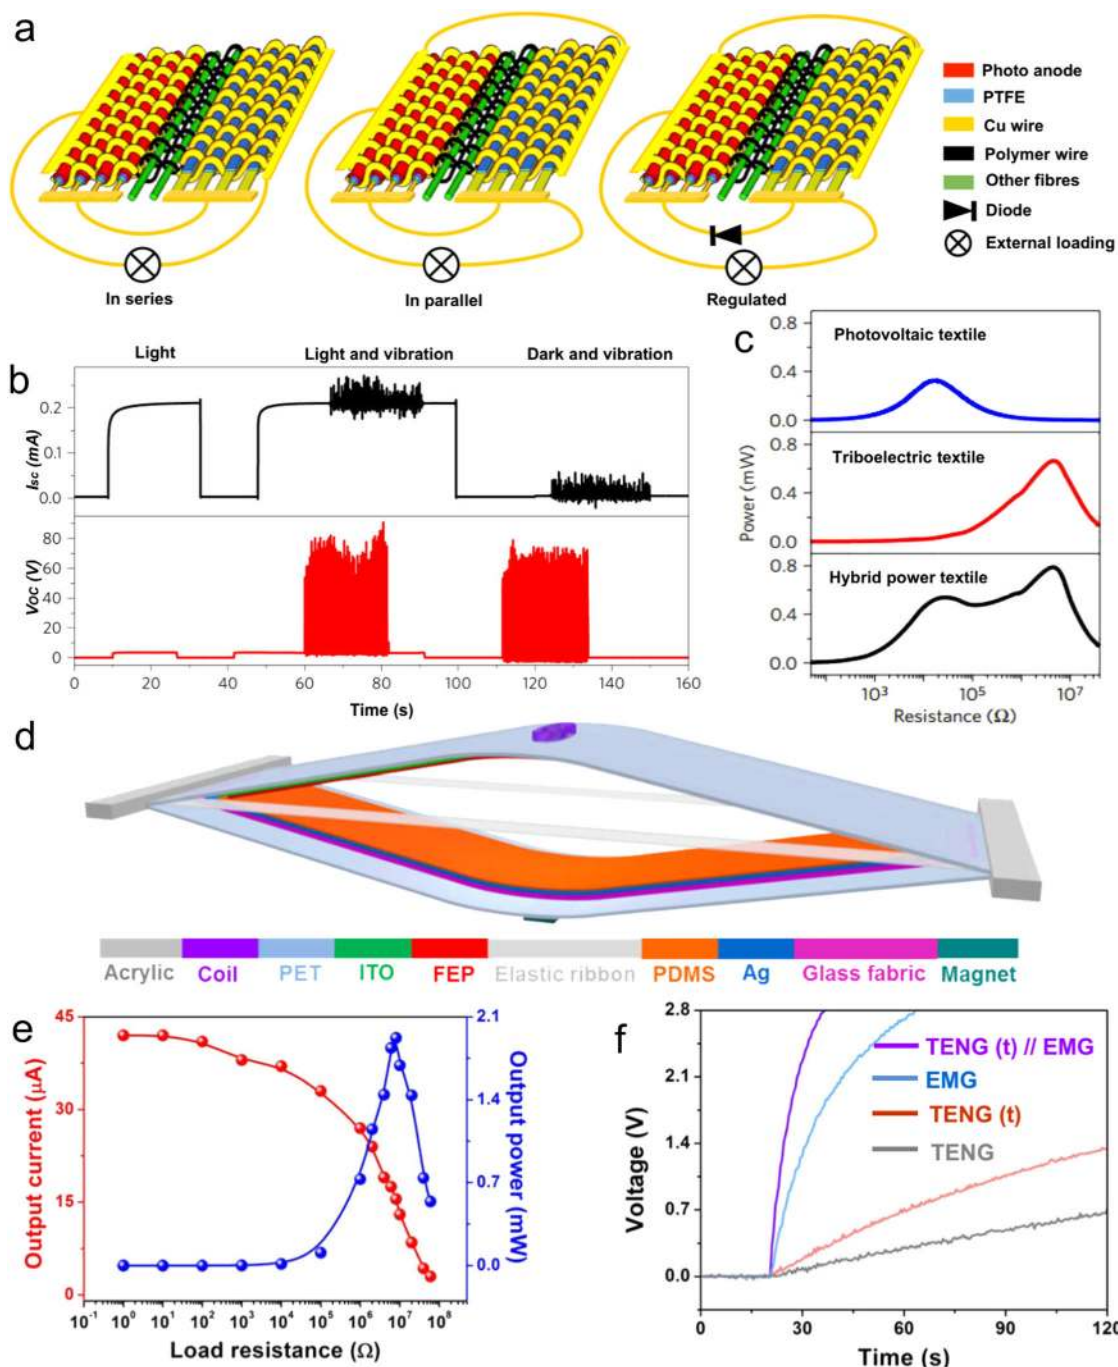 a
Photo anode
PTFE
Cu wire
Polymer wire
Other fibres
Diode
External loading
In series
In parallel
Regulated
b
Light
Light and vibration
Dark and vibration
Isc (mA)
0.2
0.1
0.0
Voc (V)
80
60
40
20
0
0
20
40
60
80
100
120
140
160
Time (s)
c
Photovoltaic textile
Triboelectric textile
Hybrid power textile
Power (mW)
0.8
0.4
0.0
0.8
0.4
0.0
0.8
0.4
0.0
10³
10⁵
10⁷
Resistance (Ω)
d
Acrylic
Coil
PET
ITO
FEP
Elastic ribbon
PDMS
Ag
Glass fabric
Magnet
e
Output current (µA)
45
30
15
0
Output power (mW)
2.1
1.4
0.7
0.0
10⁻¹
10⁰
10¹
10²
10³
10⁴
10⁵
10⁶
10⁷
10⁸
Load resistance (Ω)
f
TENG (t) // EMG
EMG
TENG (t)
TENG
Voltage (V)
2.8
2.1
1.4
0.7
0.0
0
30
60
90
120
Time (s)